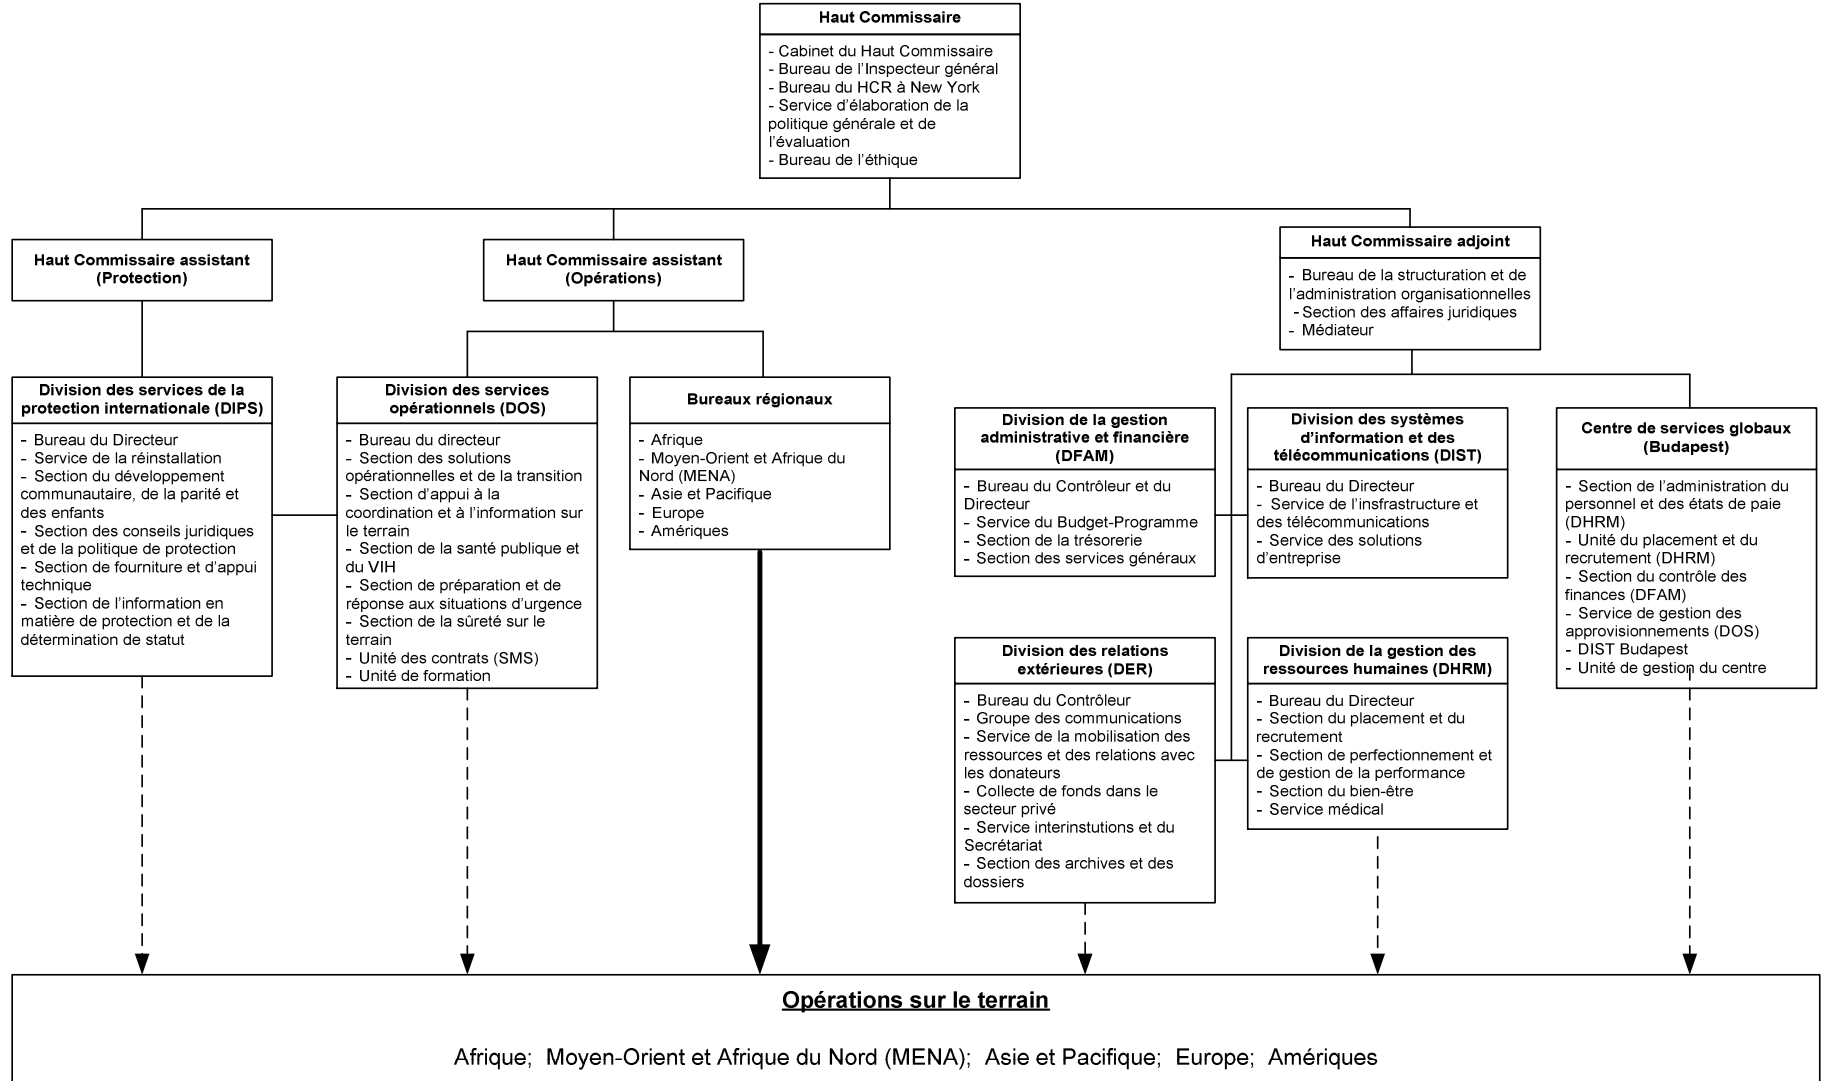 Haut Commissaire
- Cabinet du Haut Commissaire
- Bureau de l'Inspecteur général
- Bureau du HCR à New York
- Service d'élaboration de la
politique générale et de
l'évaluation
- Bureau de l'éthique
Haut Commissaire assistant
(Protection)
Haut Commissaire assistant
(Opérations)
Haut Commissaire adjoint
- Bureau de la structuration et de
l'administration organisationnelles
- Section des affaires juridiques
- Médiateur
Division des services de la
protection internationale (DIPS)
- Bureau du Directeur
- Service de la réinstallation
- Section du développement
communautaire, de la parité et
des enfants
- Section des conseils juridiques
et de la politique de protection
- Section de fourniture et d'appui
technique
- Section de l'information en
matière de protection et de la
détermination de statut
Division des services
opérationnels (DOS)
- Bureau du directeur
- Section des solutions
opérationnelles et de la transition
- Section d'appui à la
coordination et à l'information sur
le terrain
- Section de la santé publique et
du VIH
- Section de préparation et de
réponse aux situations d'urgence
- Section de la sûreté sur le
terrain
- Unité des contrats (SMS)
- Unité de formation
Bureaux régionaux
- Afrique
- Moyen-Orient et Afrique du
Nord (MENA)
- Asie et Pacifique
- Europe
- Amériques
Division de la gestion
administrative et financière
(DFAM)
- Bureau du Contrôleur et du
Directeur
- Service du Budget-Programme
- Section de la trésorerie
- Section des services généraux
Division des systèmes
d'information et des
télécommunications (DIST)
- Bureau du Directeur
- Service de l'insfrastructure et
des télécommunications
- Service des solutions
d'entreprise
Centre de services globaux
(Budapest)
- Section de l'administration du
personnel et des états de paie
(DHRM)
- Unité du placement et du
recrutement (DHRM)
- Section du contrôle des
finances (DFAM)
- Service de gestion des
approvisionnements (DOS)
- DIST Budapest
- Unité de gestion du centre
Division des relations
extérieures (DER)
- Bureau du Contrôleur
- Groupe des communications
- Service de la mobilisation des
ressources et des relations avec
les donateurs
- Collecte de fonds dans le
secteur privé
- Service interinstutions et du
Secrétariat
- Section des archives et des
dossiers
Division de la gestion des
ressources humaines (DHRM)
- Bureau du Directeur
- Section du placement et du
recrutement
- Section de perfectionnement et
de gestion de la performance
- Section du bien-être
- Service médical
Opérations sur le terrain
Afrique; Moyen-Orient et Afrique du Nord (MENA); Asie et Pacifique; Europe; Amériques